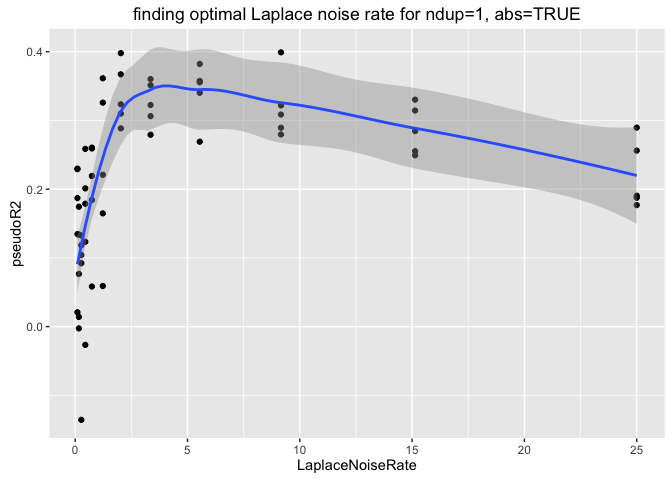 finding optimal Laplace noise rate for ndup=1, abs=TRUE
pseudoR2
0.4
0.2
0.0
0 5 10 15 20 25
LaplaceNoiseRate